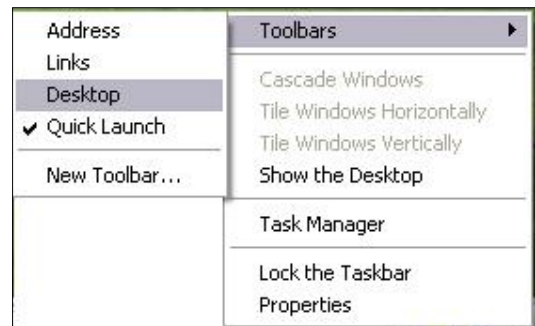 Address
Links
Desktop
Quick Launch
New Toolbar...
Toolbars
Cascade Windows
Tile Windows Horizontally
Tile Windows Vertically
Show the Desktop
Task Manager
Lock the Taskbar
Properties